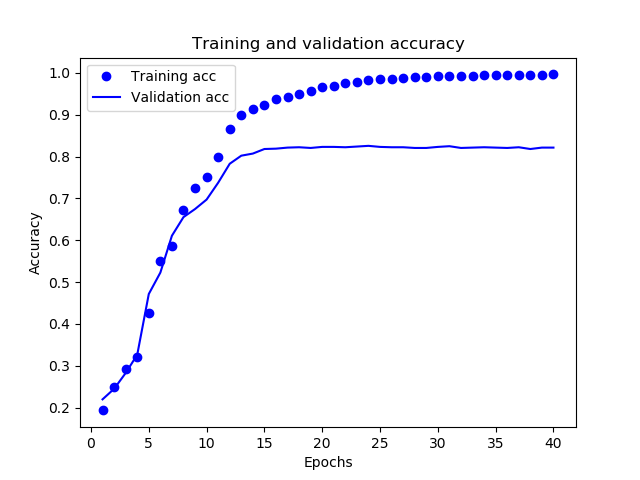 Training and validation accuracy
Training acc
Validation acc
Accuracy
1.0
0.9
0.8
0.7
0.6
0.5
0.4
0.3
0.2
0 5 10 15 20 25 30 35 40
Epochs